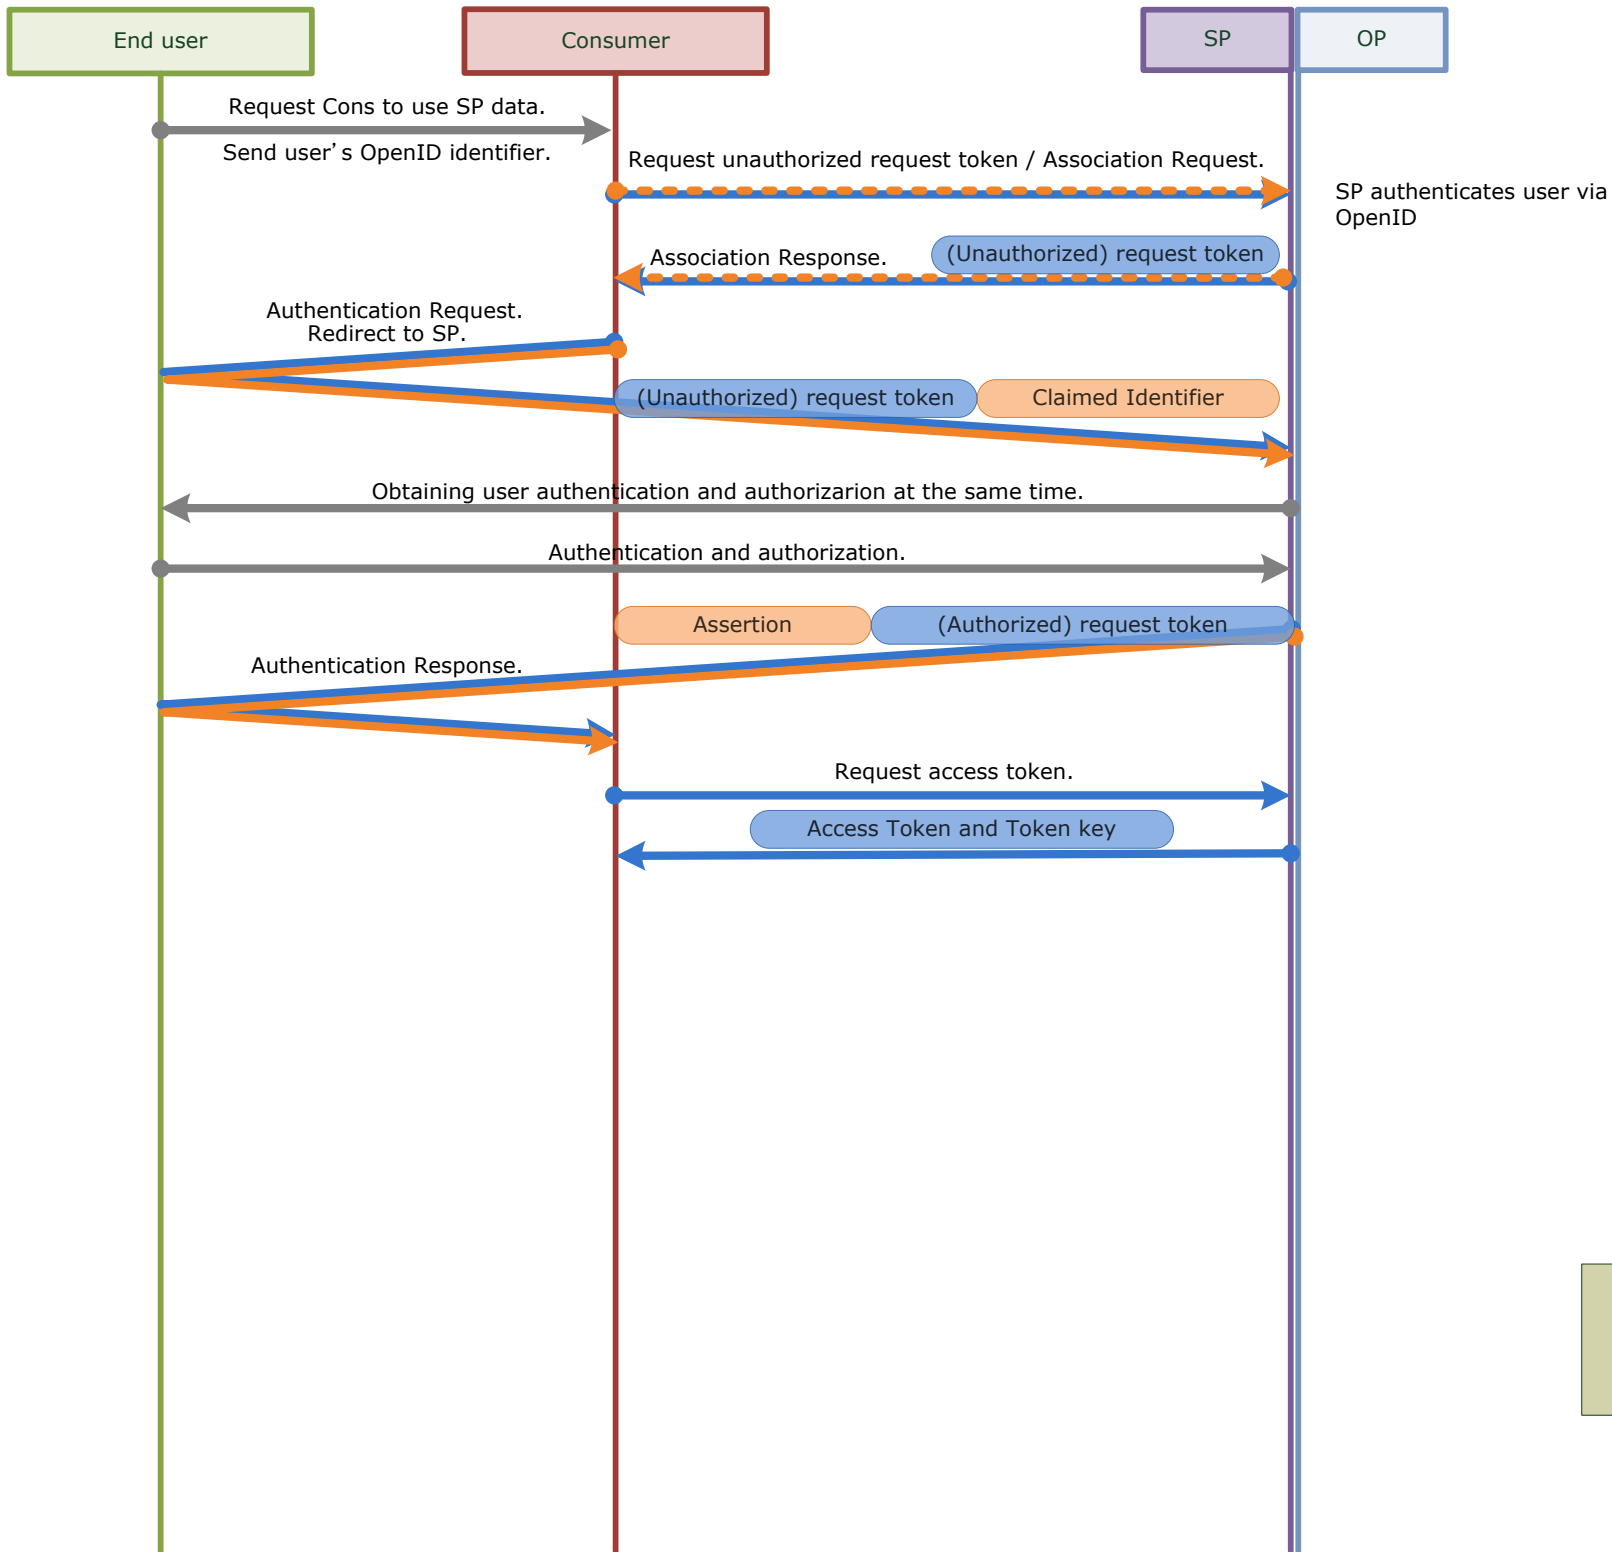 End user
Consumer
SP
OP
Request Cons to use SP data.
Send user’s OpenID identifier.
Request unauthorized request token / Association Request.
SP authenticates user via
OpenID
(Unauthorized) request token
Association Response.
Authentication Request.
Redirect to SP.
(Unauthorized) request token
Claimed Identifier
Obtaining user authentication and authorizarion at the same time.
Authentication and authorization.
Assertion
(Authorized) request token
Authentication Response.
Request access token.
Access Token and Token key